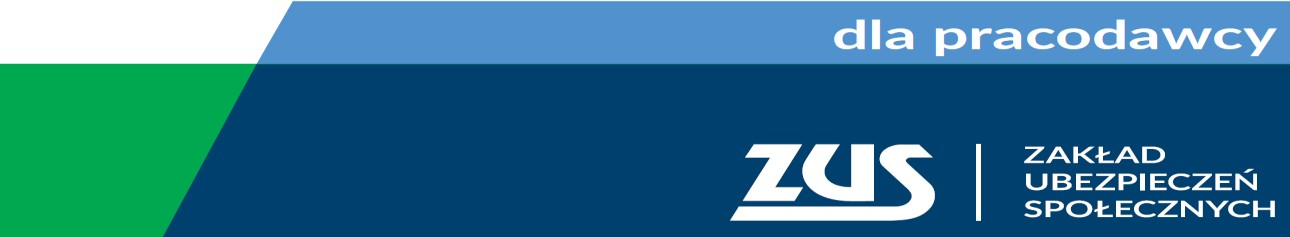 dla pracodawcy
ZUS
ZAKŁAD
UBEZPIECZEŃ
SPOŁECZNYCH